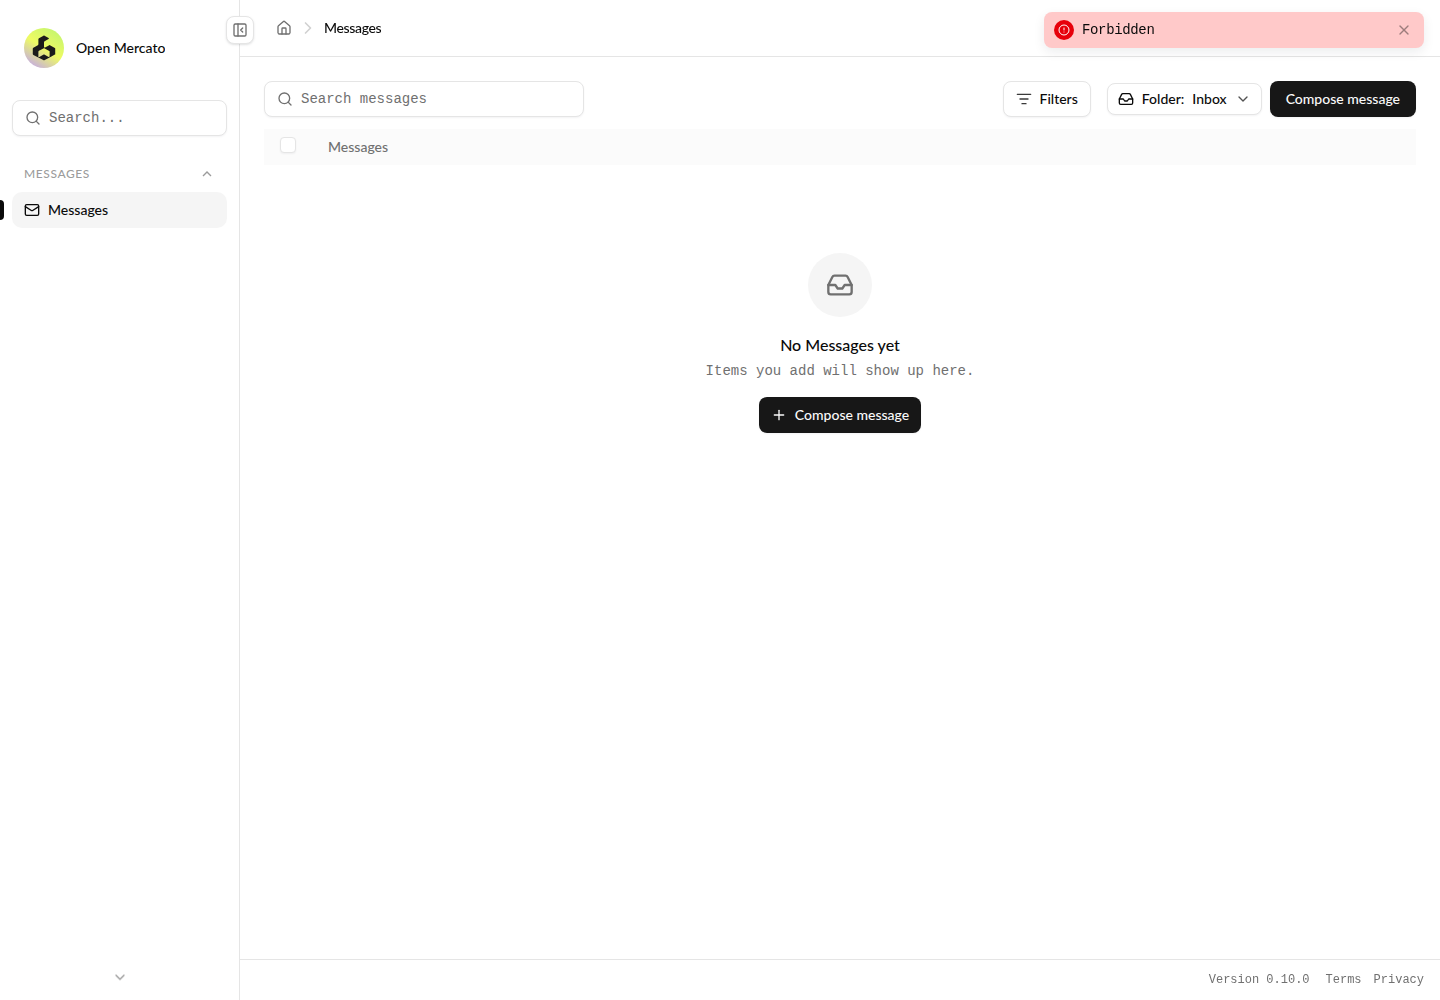 Open Mercato
Search...
MESSAGES
Messages
Messages
Forbidden
Search messages
Filters
Folder: Inbox
Compose message
Messages
No Messages yet
Items you add will show up here.
Compose message
Version 0.10.0 Terms Privacy